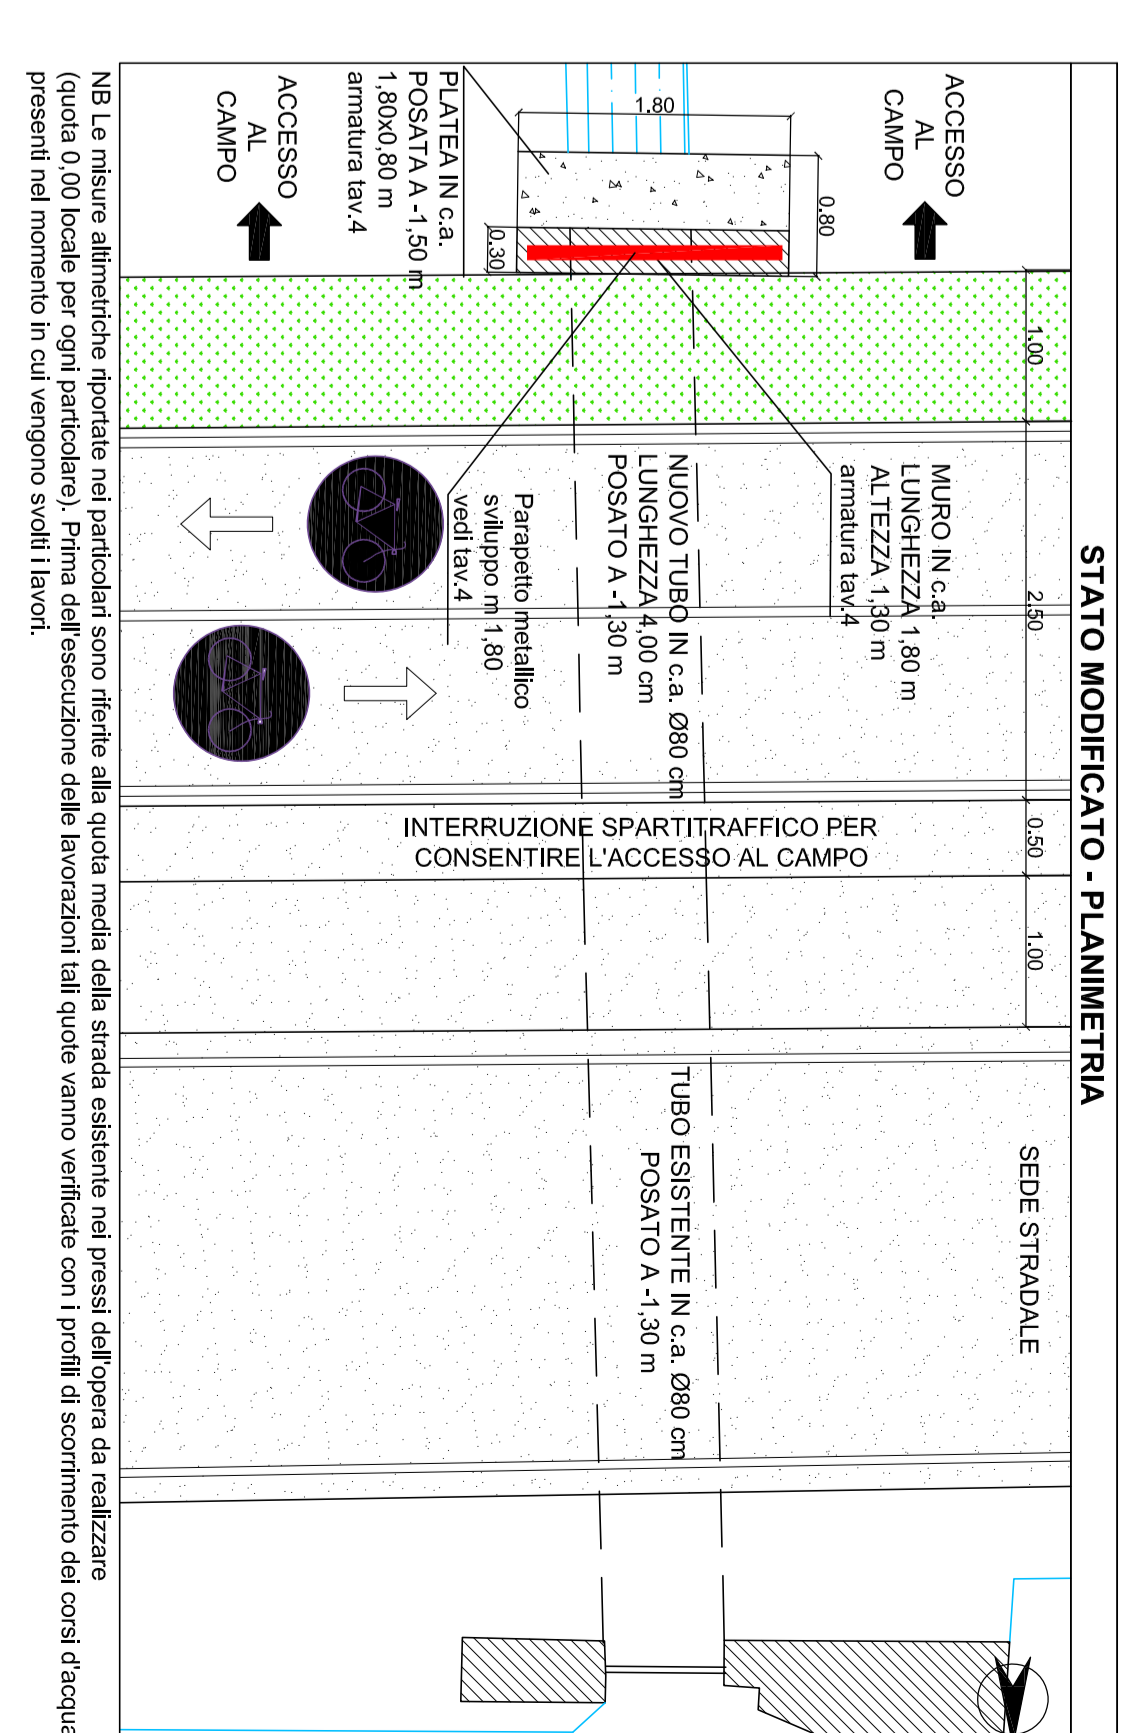 STATO MODIFICATO - PLANIMETRIA
ACCESSO
AL
CAMPO
1.80
0.80
0.30
PLATEA IN c.a.
POSATA A -1,50 m
1,80x0,80 m
armatura tav.4
ACCESSO
AL
CAMPO
1.00
2.50
0.50
1.00
MURO IN c.a.
LUNGHEZZA 1,80 m
ALTEZZA 1,30 m
armatura tav.4
NUOVO TUBO IN c.a. Ø80 cm
LUNGHEZZA 4,00 cm
POSATO A -1,30 m
Parapetto metallico
sviluppo m 1,80
vedi tav.4
INTERRUZIONE SPARTITRAFFICO PER
CONSENTIRE L'ACCESSO AL CAMPO
SEDE STRADALE
TUBO ESISTENTE IN c.a. Ø80 cm
POSATO A -1,30 m
NB Le misure altimetriche riportate nei particolari sono riferite alla quota media della strada esistente nei pressi dell'opera da realizzare
(quota 0,00 locale per ogni particolare). Prima dell'esecuzione delle lavorazioni tali quote vanno verificate con i profili di scorrimento dei corsi d'acqua
presenti nel momento in cui vengono svolti i lavori.